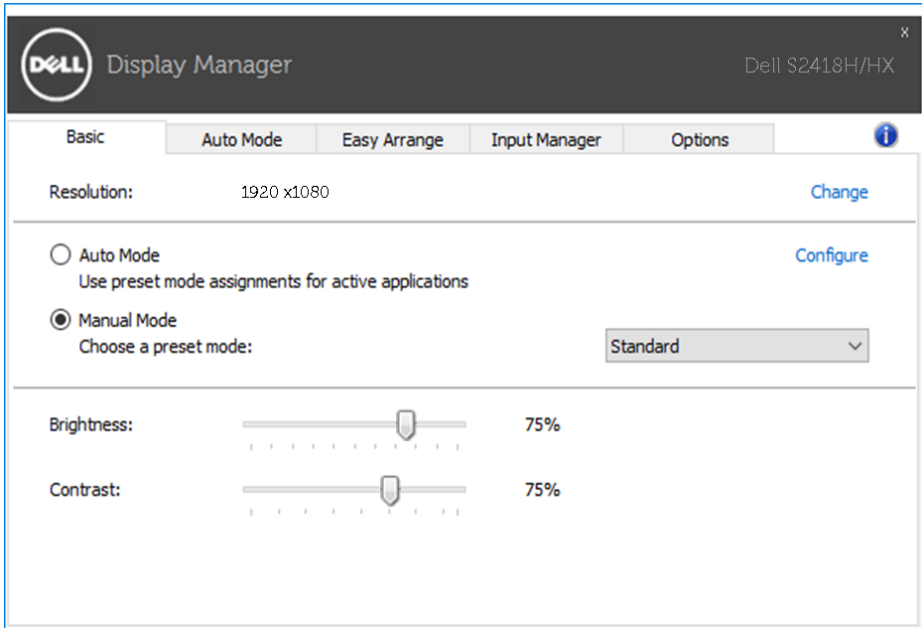 x
DELL Display Manager
Dell S2418H/HX
Basic Auto Mode Easy Arrange Input Manager Options i
Resolution: 1920 x1080 Change
Auto Mode Configure
Use preset mode assignments for active applications
Manual Mode
Choose a preset mode: Standard
Brightness: 75%
Contrast: 75%